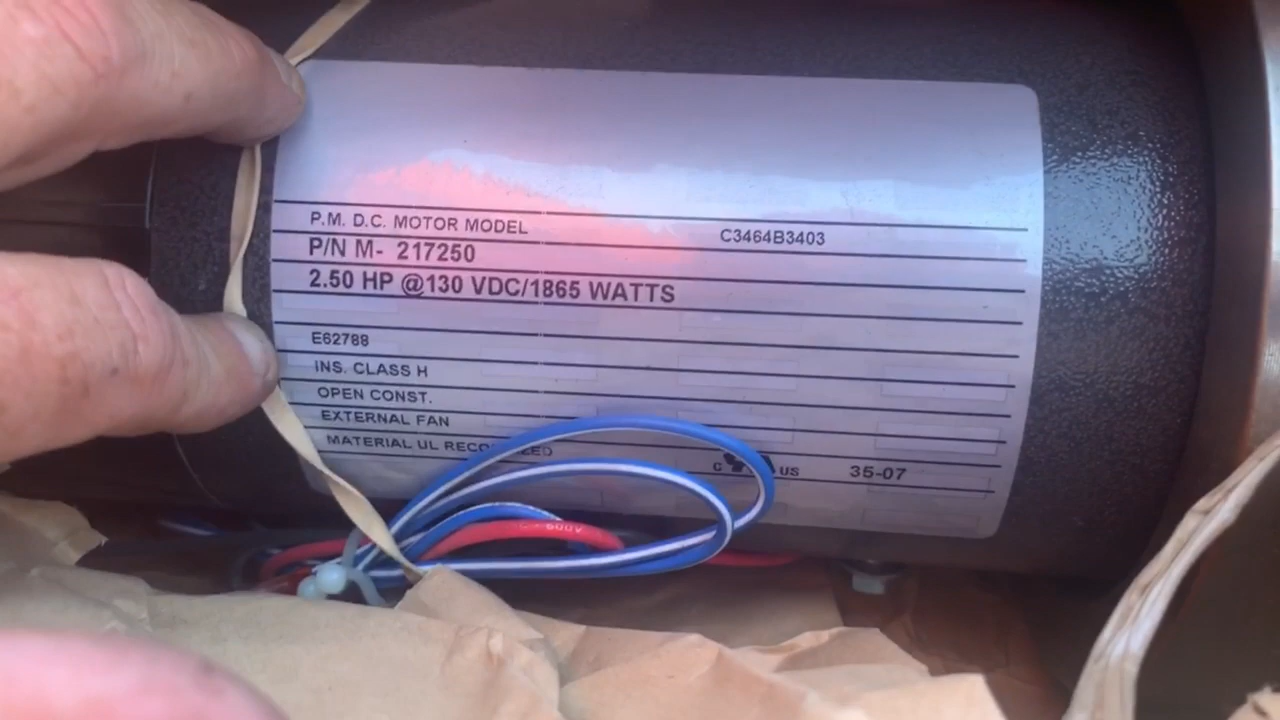 P.M. D.C. MOTOR MODEL C3464B3403
P/N M- 217250
2.50 HP @130 VDC/1865 WATTS
E62788
INS. CLASS H
OPEN CONST.
EXTERNAL FAN
MATERIAL UL
C US 35-07
600V